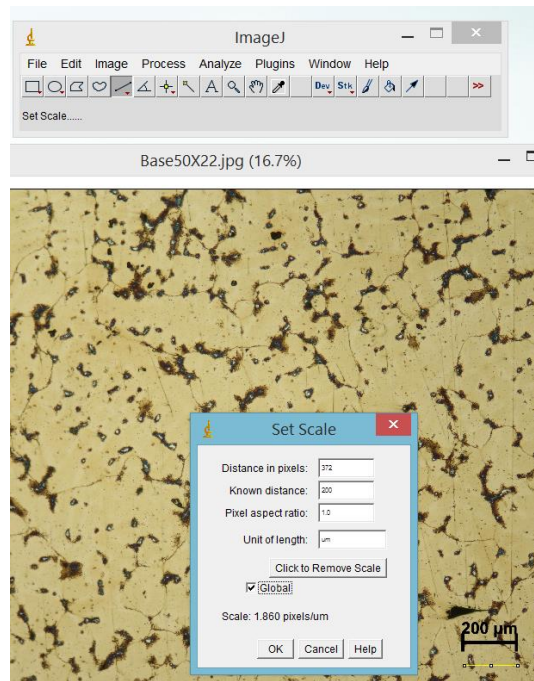 ImageJ
File Edit Image Process Analyze Plugins Window Help
A Dev Stk >>
Set Scale......
Base50X22.jpg (16.7%)
Set Scale
Distance in pixels: 372
Known distance: 200
Pixel aspect ratio: 1.0
Unit of length: um
Click to Remove Scale
Global
Scale: 1.860 pixels/um
OK Cancel Help
200 µm